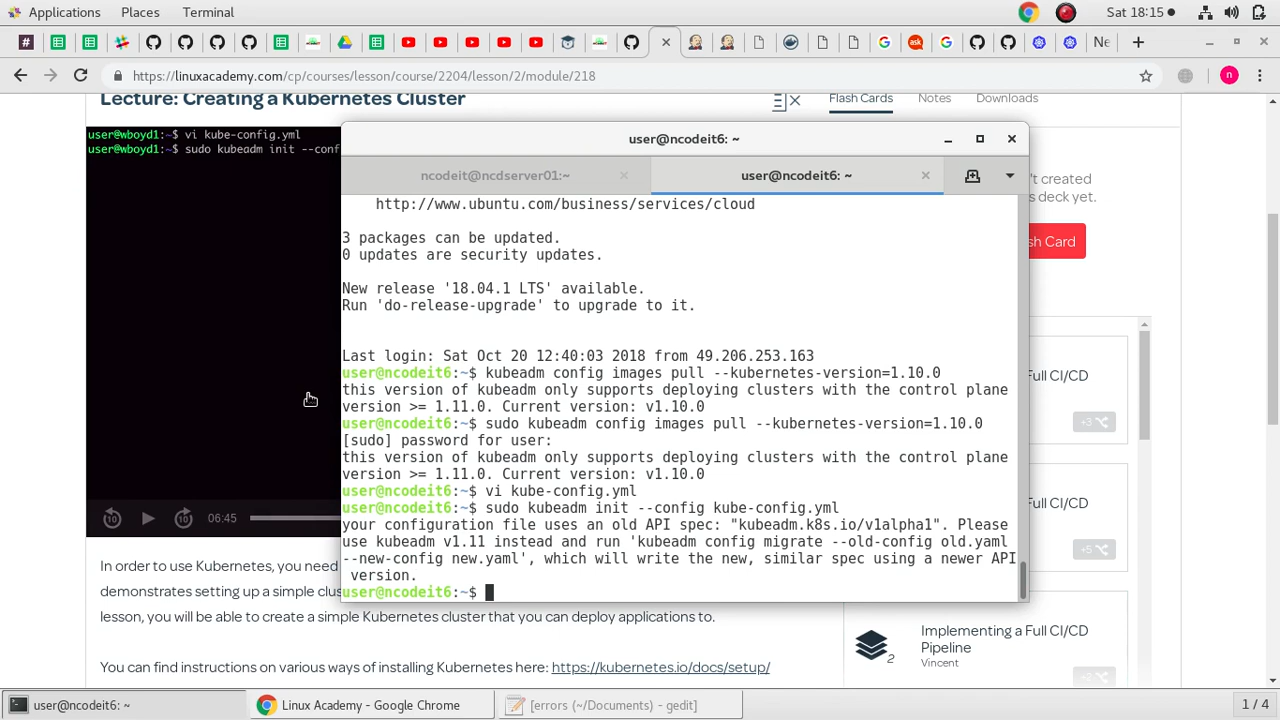 Applications Places Terminal Sat 18:15
Ne
https://linuxacademy.com/cp/courses/lesson/course/2204/lesson/2/module/218
n
Lecture: Creating a Kubernetes Cluster
Flash Cards Notes Downloads
user@wboyd1:~$ vi kube-config.yml
user@wboyd1:~$ sudo kubeadm init --conf
user@ncodeit6: ~
ncodeit@ncdserver01:~
user@ncodeit6: ~
http://www.ubuntu.com/business/services/cloud
3 packages can be updated.
0 updates are security updates.
New release '18.04.1 LTS' available.
Run 'do-release-upgrade' to upgrade to it.
Last login: Sat Oct 20 12:40:03 2018 from 49.206.253.163
user@ncodeit6:~$ kubeadm config images pull --kubernetes-version=1.10.0
this version of kubeadm only supports deploying clusters with the control plane
version >= 1.11.0. Current version: v1.10.0
user@ncodeit6:~$ sudo kubeadm config images pull --kubernetes-version=1.10.0
[sudo] password for user:
this version of kubeadm only supports deploying clusters with the control plane
version >= 1.11.0. Current version: v1.10.0
user@ncodeit6:~$ vi kube-config.yml
user@ncodeit6:~$ sudo kubeadm init --config kube-config.yml
your configuration file uses an old API spec: "kubeadm.k8s.io/v1alpha1". Please
use kubeadm v1.11 instead and run 'kubeadm config migrate --old-config old.yaml
--new-config new.yaml', which will write the new, similar spec using a newer API
version.
user@ncodeit6:~$
't created
s deck yet.
sh Card
Full CI/CD
+3
Full CI/CD
+5
Implementing a Full CI/CD
Pipeline
Vincent
2
+2
10 10 06:45
In order to use Kubernetes, you need
demonstrates setting up a simple clus
lesson, you will be able to create a simple Kubernetes cluster that you can deploy applications to.
You can find instructions on various ways of installing Kubernetes here: https://kubernetes.io/docs/setup/
user@ncodeit6: ~
Linux Academy - Google Chrome
[errors (~/Documents) - gedit]
1 / 4